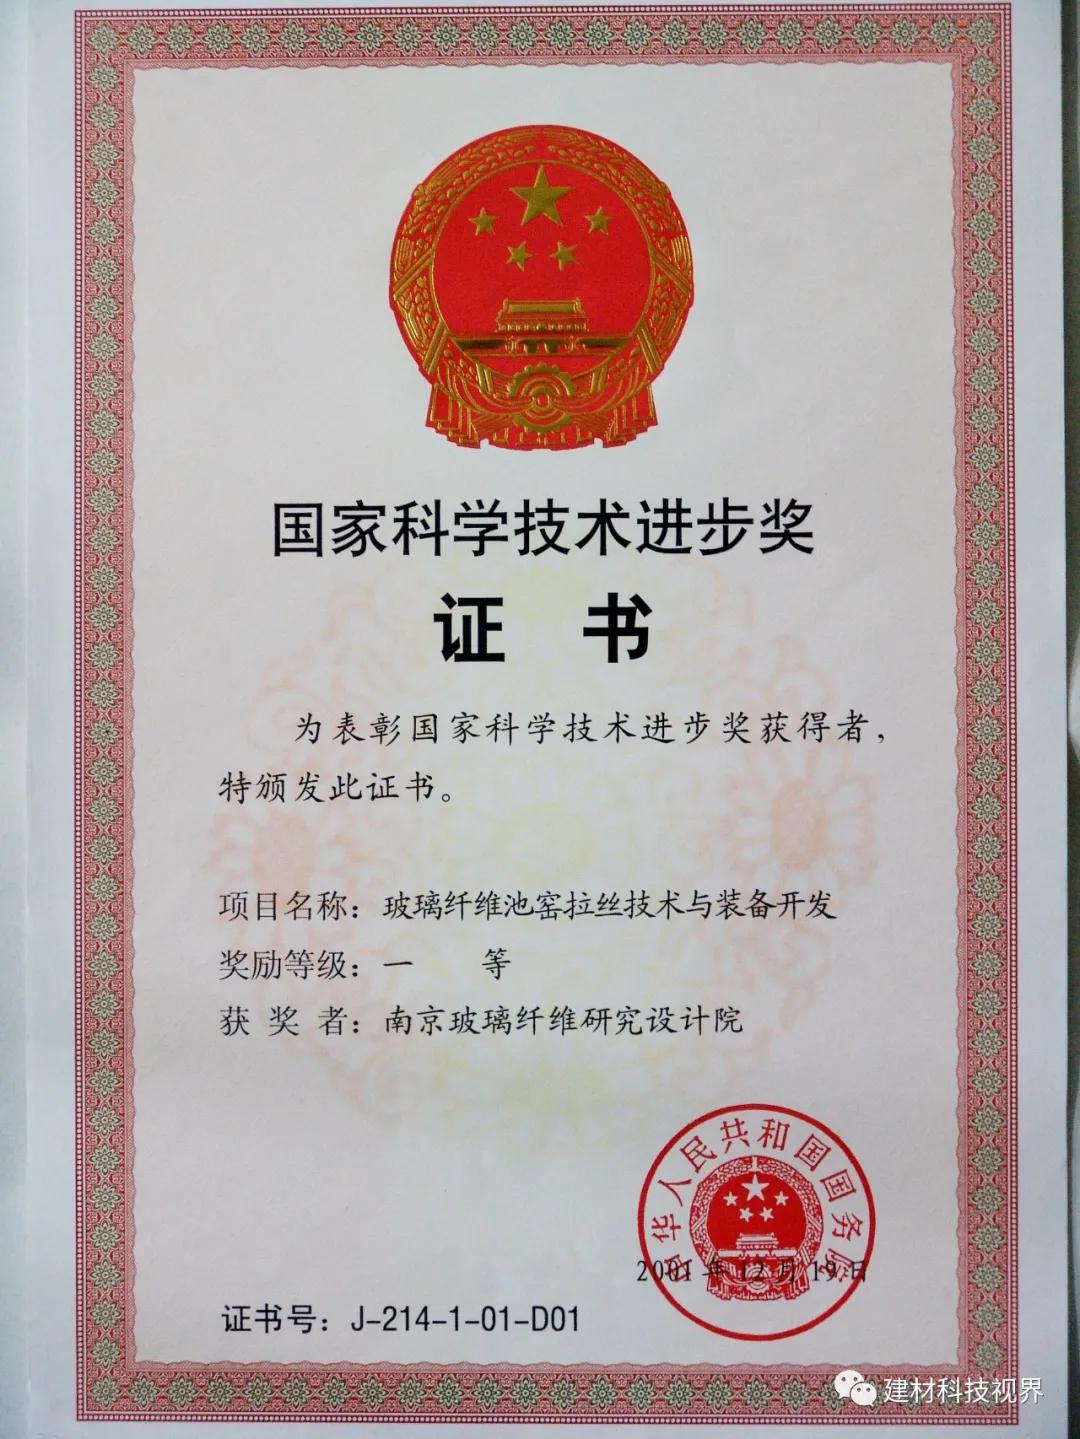 国家科学技术进步奖
证 书
为表彰国家科学技术进步奖获得者，
特颁发此证书。
项目名称：玻璃纤维池窑拉丝技术与装备开发
奖励等级：一 等
获 奖 者：南京玻璃纤维研究设计院
中华人民共和国国务院
2001年12月19日
证书号：J-214-1-01-D01
建材科技视界